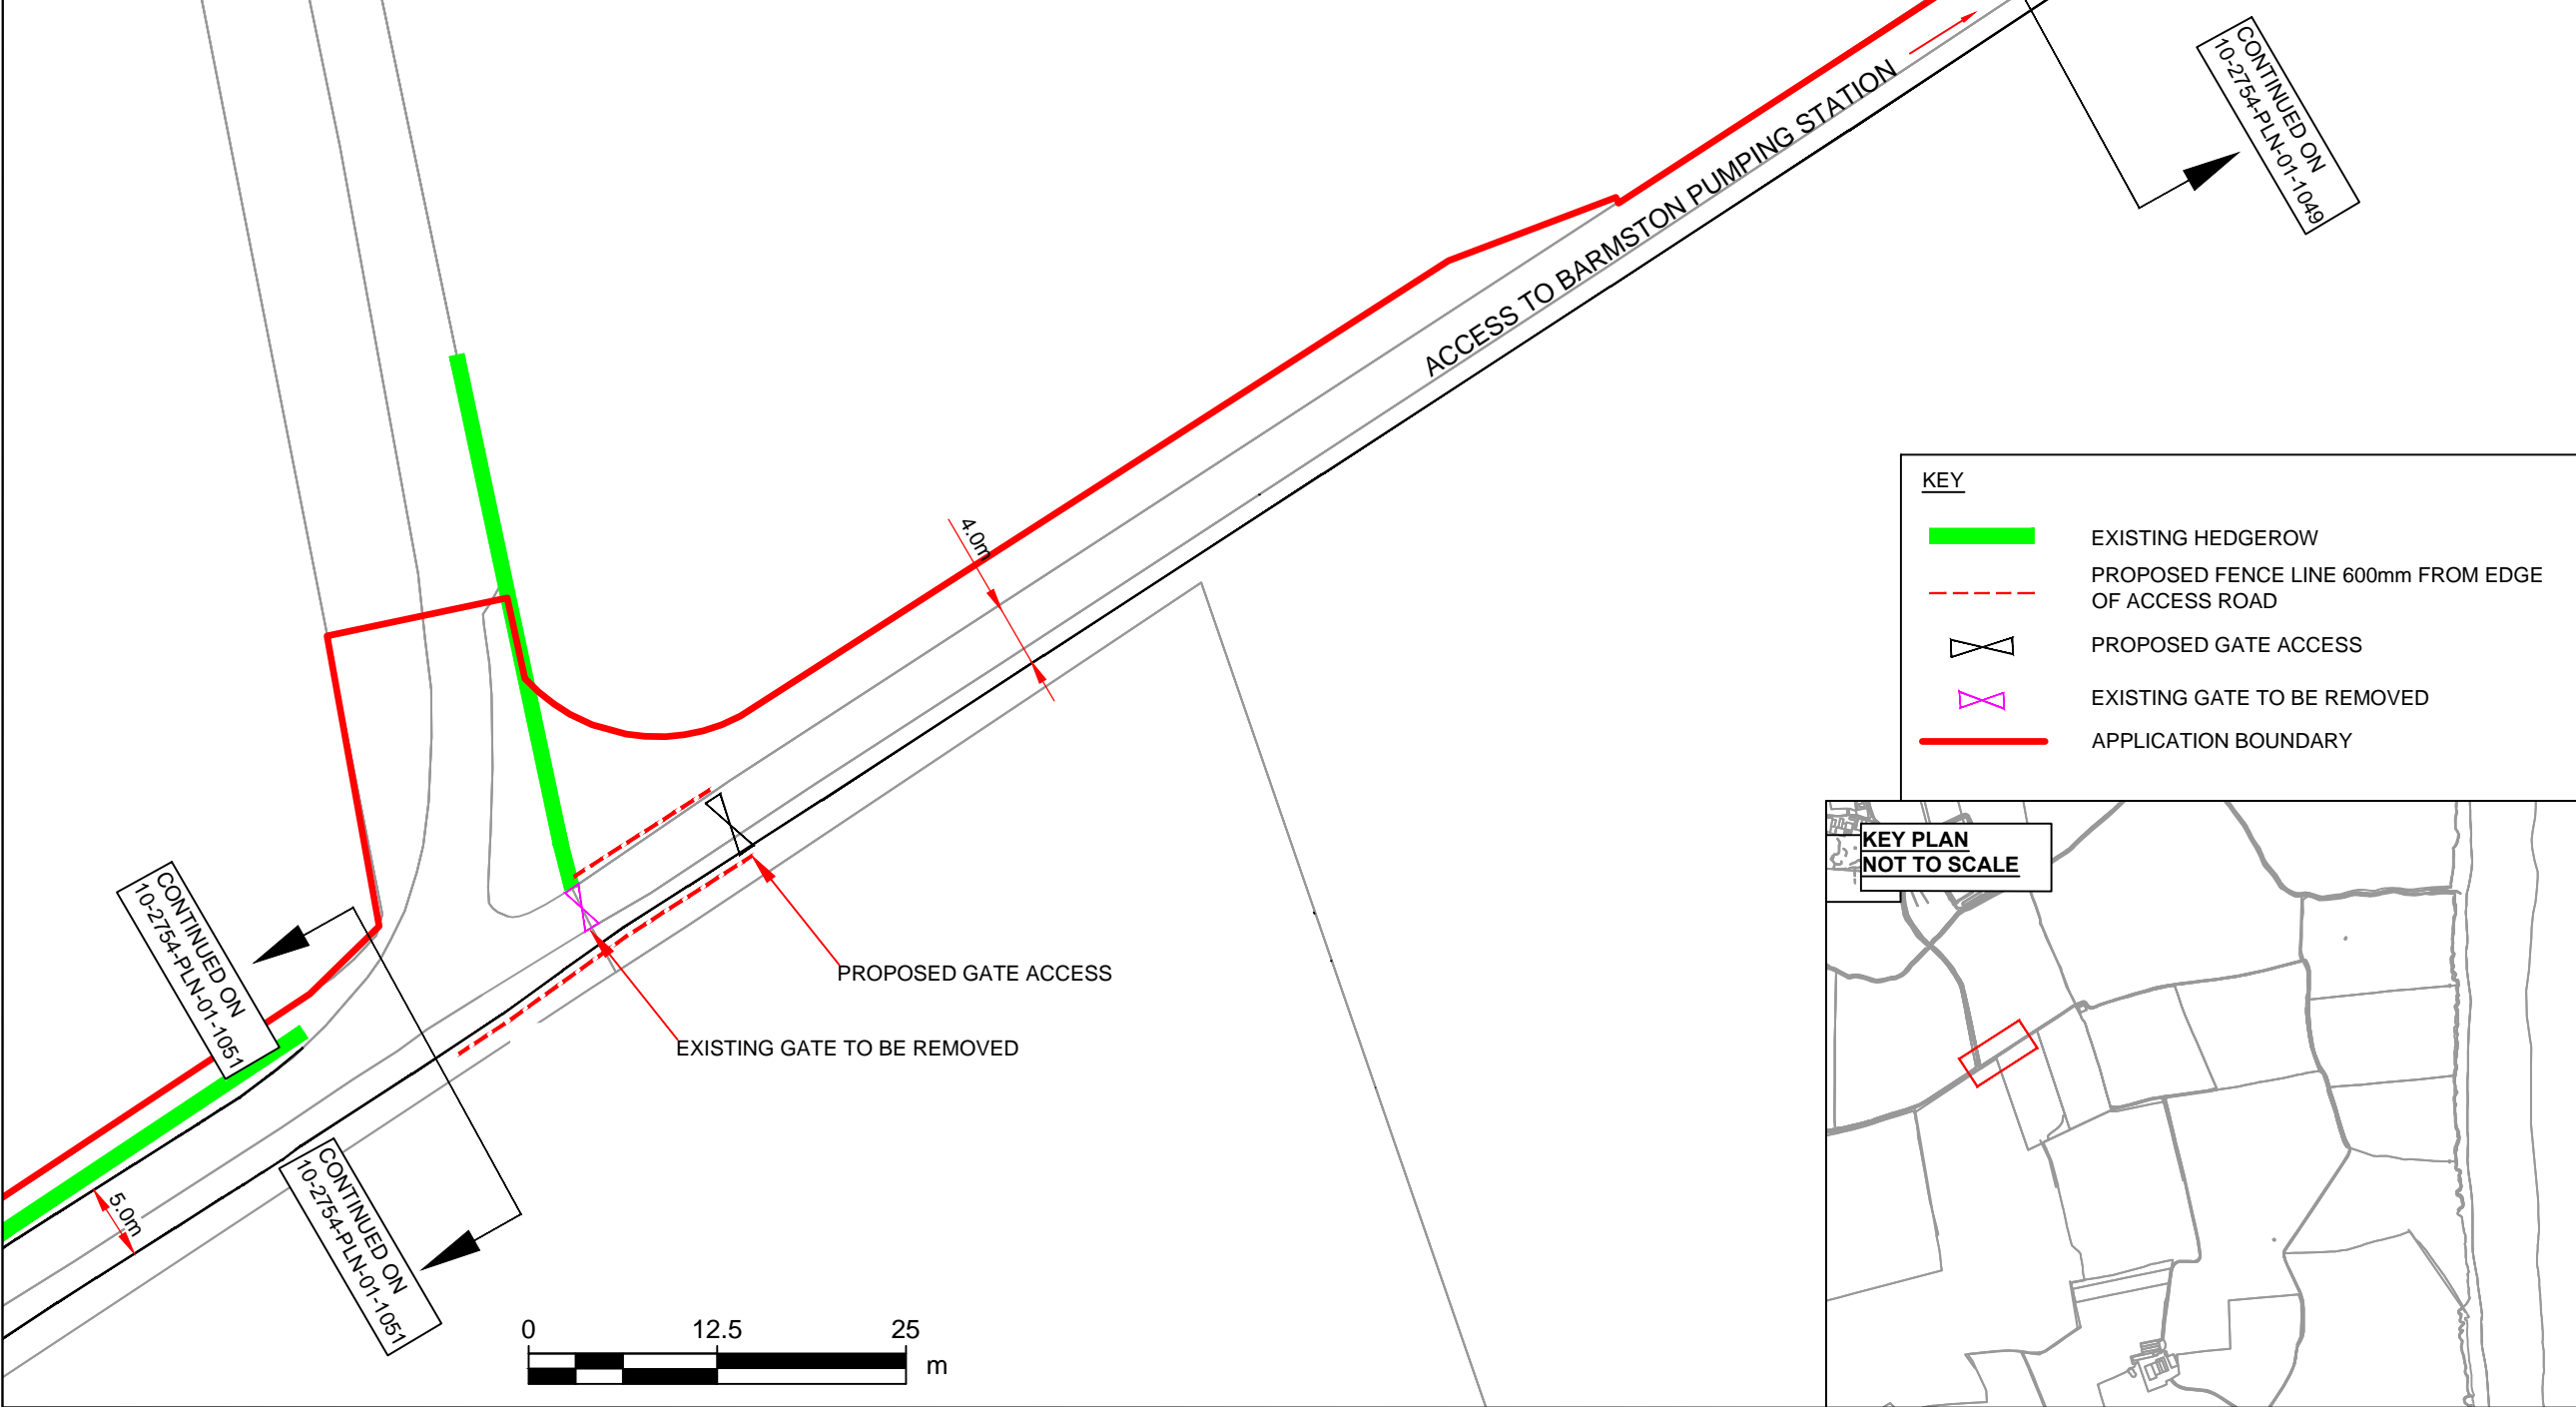 CONTINUED ON
10-2754-PLN-01-1049
ACCESS TO BARMSTON PUMPING STATION
4.0m
KEY
EXISTING HEDGEROW
PROPOSED FENCE LINE 600mm FROM EDGE
OF ACCESS ROAD
PROPOSED GATE ACCESS
EXISTING GATE TO BE REMOVED
APPLICATION BOUNDARY
KEY PLAN
NOT TO SCALE
CONTINUED ON
10-2754-PLN-01-1051
PROPOSED GATE ACCESS
EXISTING GATE TO BE REMOVED
5.0m
CONTINUED ON
10-2754-PLN-01-1051
0 12.5 25
m